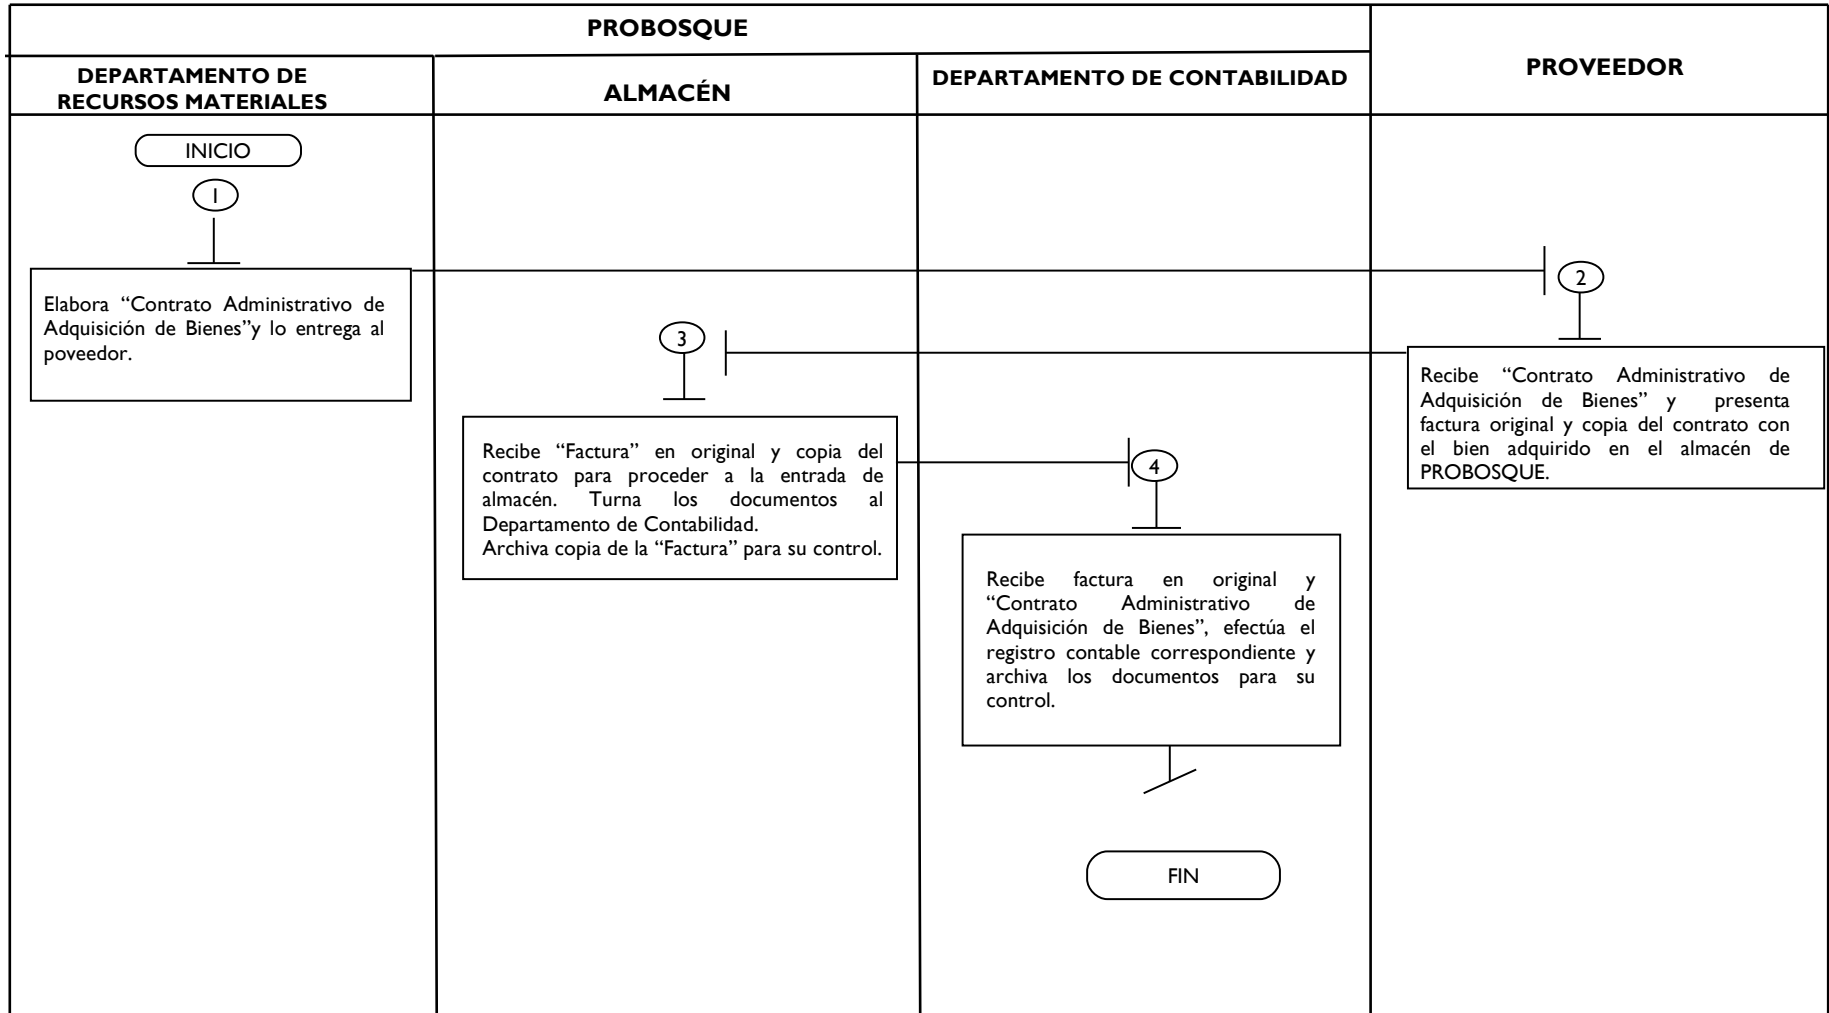 PROBOSQUE
PROVEEDOR
DEPARTAMENTO DE
RECURSOS MATERIALES
ALMACÉN
DEPARTAMENTO DE CONTABILIDAD
INICIO
1
Elabora “Contrato Administrativo de
Adquisición de Bienes”y lo entrega al
poveedor.
2
Recibe “Contrato Administrativo de
Adquisición de Bienes” y presenta
factura original y copia del contrato con
el bien adquirido en el almacén de
PROBOSQUE.
3
Recibe “Factura” en original y copia del
contrato para proceder a la entrada de
almacén. Turna los documentos al
Departamento de Contabilidad.
Archiva copia de la “Factura” para su control.
4
Recibe factura en original y
“Contrato Administrativo de
Adquisición de Bienes”, efectúa el
registro contable correspondiente y
archiva los documentos para su
control.
FIN